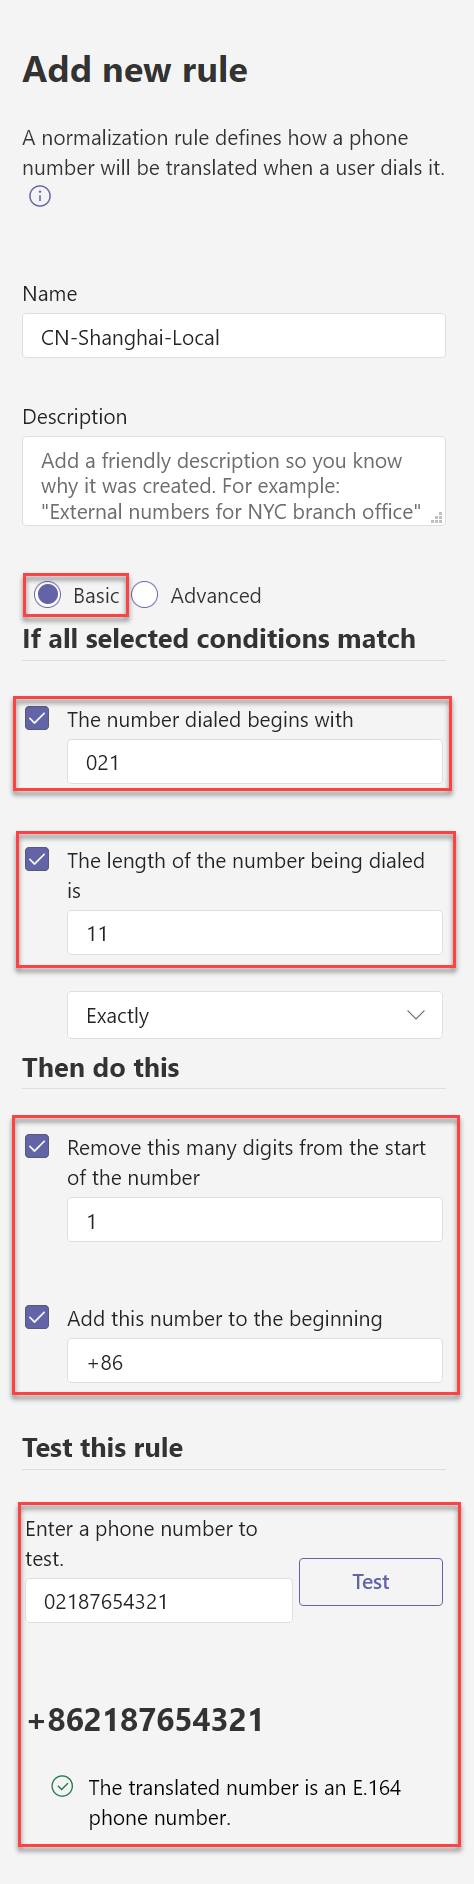 Add new rule
A normalization rule defines how a phone
number will be translated when a user dials it.
Name
CN-Shanghai-Local
Description
Add a friendly description so you know
why it was created. For example:
"External numbers for NYC branch office"
Basic Advanced
If all selected conditions match
The number dialed begins with
021
The length of the number being dialed
is
11
Exactly
Then do this
Remove this many digits from the start
of the number
1
Add this number to the beginning
+86
Test this rule
Enter a phone number to
test.
Test
02187654321
+862187654321
The translated number is an E.164
phone number.